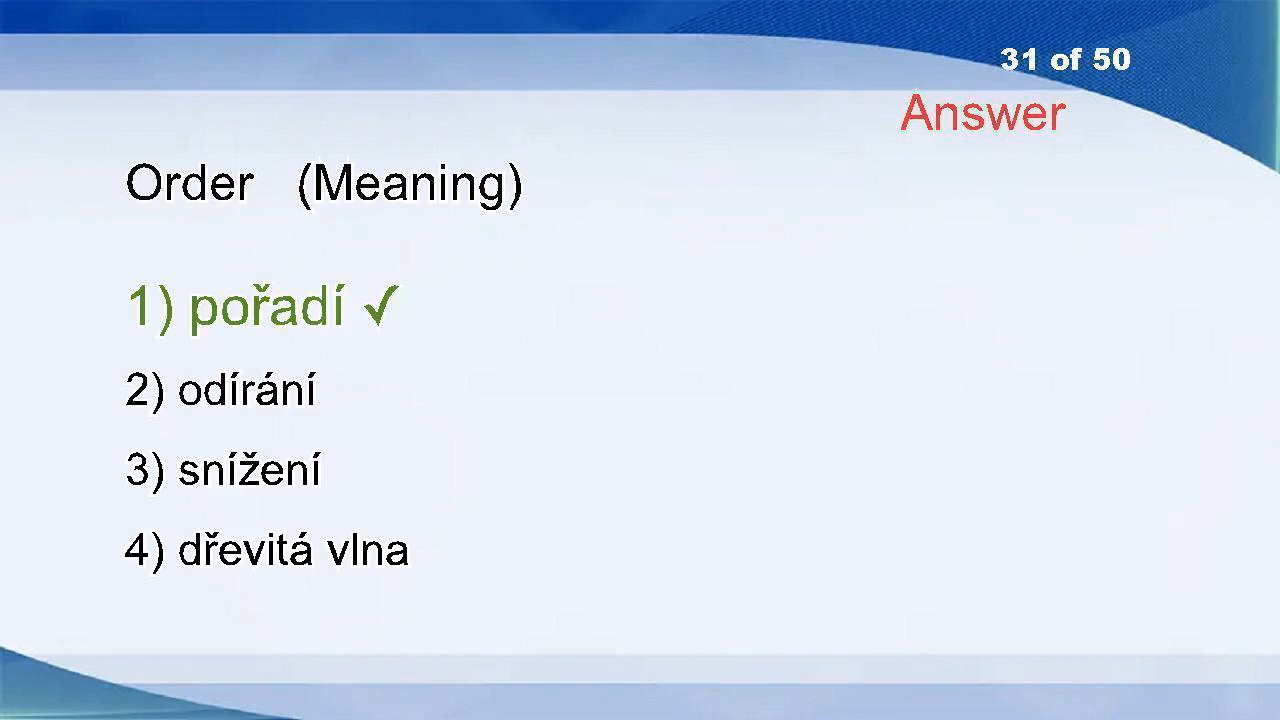 31 of 50
Answer
Order (Meaning)
1) pořadí ✓
2) odírání
3) snížení
4) dřevitá vlna